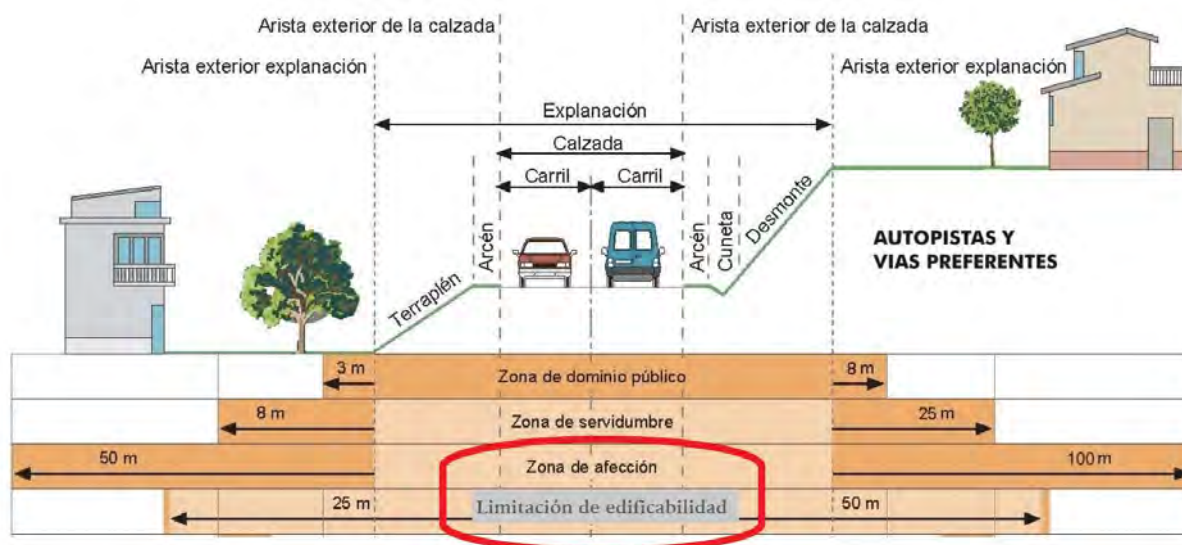 Arista exterior de la calzada
Arista exterior de la calzada
Arista exterior explanación
Arista exterior explanación
Explanación
Calzada
Carril
Carril
Terraplén
Arcén
Arcén
Cuneta
Desmonte
AUTOPISTAS Y
VIAS PREFERENTES
3 m
Zona de dominio público
8 m
8 m
Zona de servidumbre
25 m
50 m
Zona de afección
100 m
25 m
Limitación de edificabilidad
50 m